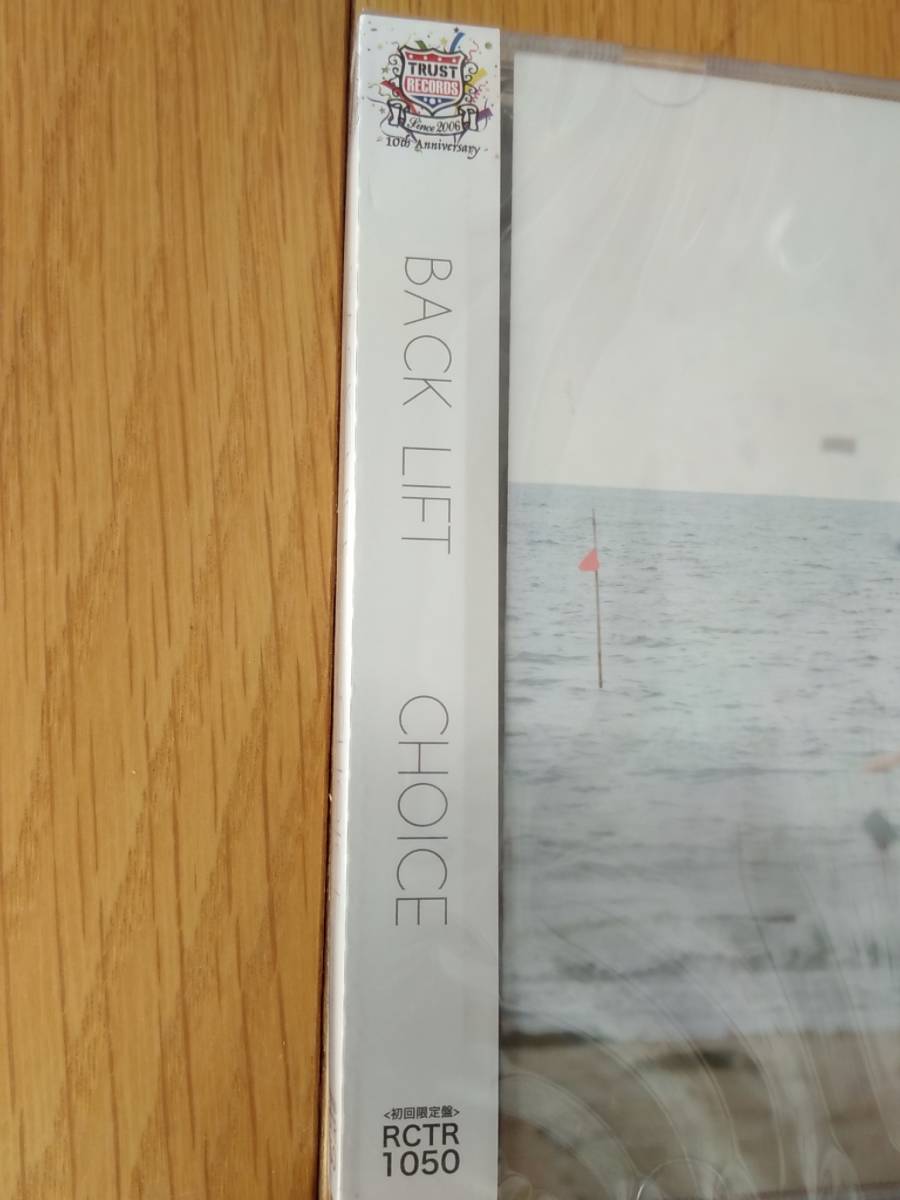 TRUST
RECORDS
Since 2006
10th Anniversary
BACK LIFT CHOICE
<初回限定盤>
RCTR
1050